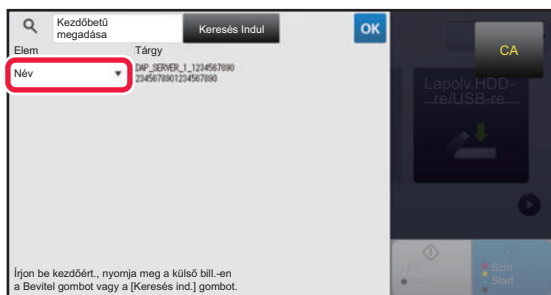 Kezdőbetű
megadása
Keresés Indul
OK
CA
Elem
Tárgy
Név
DAP_SERVER_1_1234567890
2345678901234567890
Lapolv.HDD-
re/USB-re
Írjon be kezdőért., nyomja meg a külső bill.-en
a Bevitel gombot vagy a [Keresés ind.] gombot.
Szín
Start